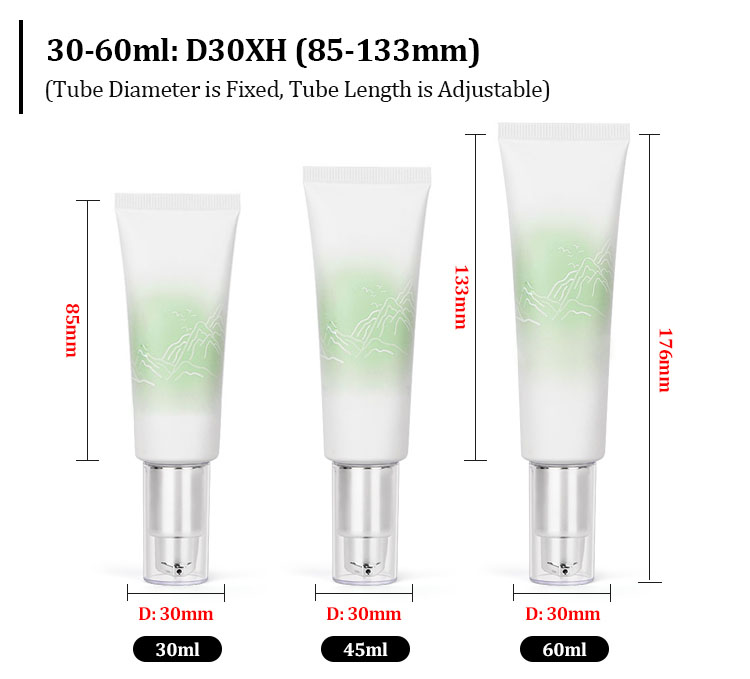 30-60ml: D30XH (85-133mm)
(Tube Diameter is Fixed, Tube Length is Adjustable)
85mm
133mm
176mm
D: 30mm
D: 30mm
D: 30mm
30ml
45ml
60ml